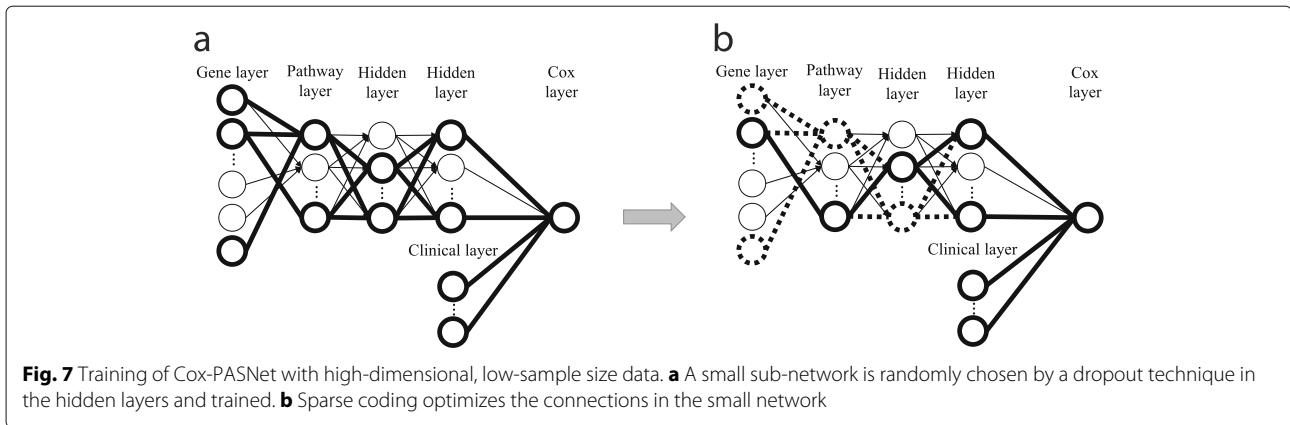 a
Gene layer
Pathway
layer
Hidden
layer
Hidden
layer
Cox
layer
Clinical layer
b
Gene layer
Pathway
layer
Hidden
layer
Hidden
layer
Cox
layer
Clinical layer
Fig. 7 Training of Cox-PASNet with high-dimensional, low-sample size data. a A small sub-network is randomly chosen by a dropout technique in
the hidden layers and trained. b Sparse coding optimizes the connections in the small network